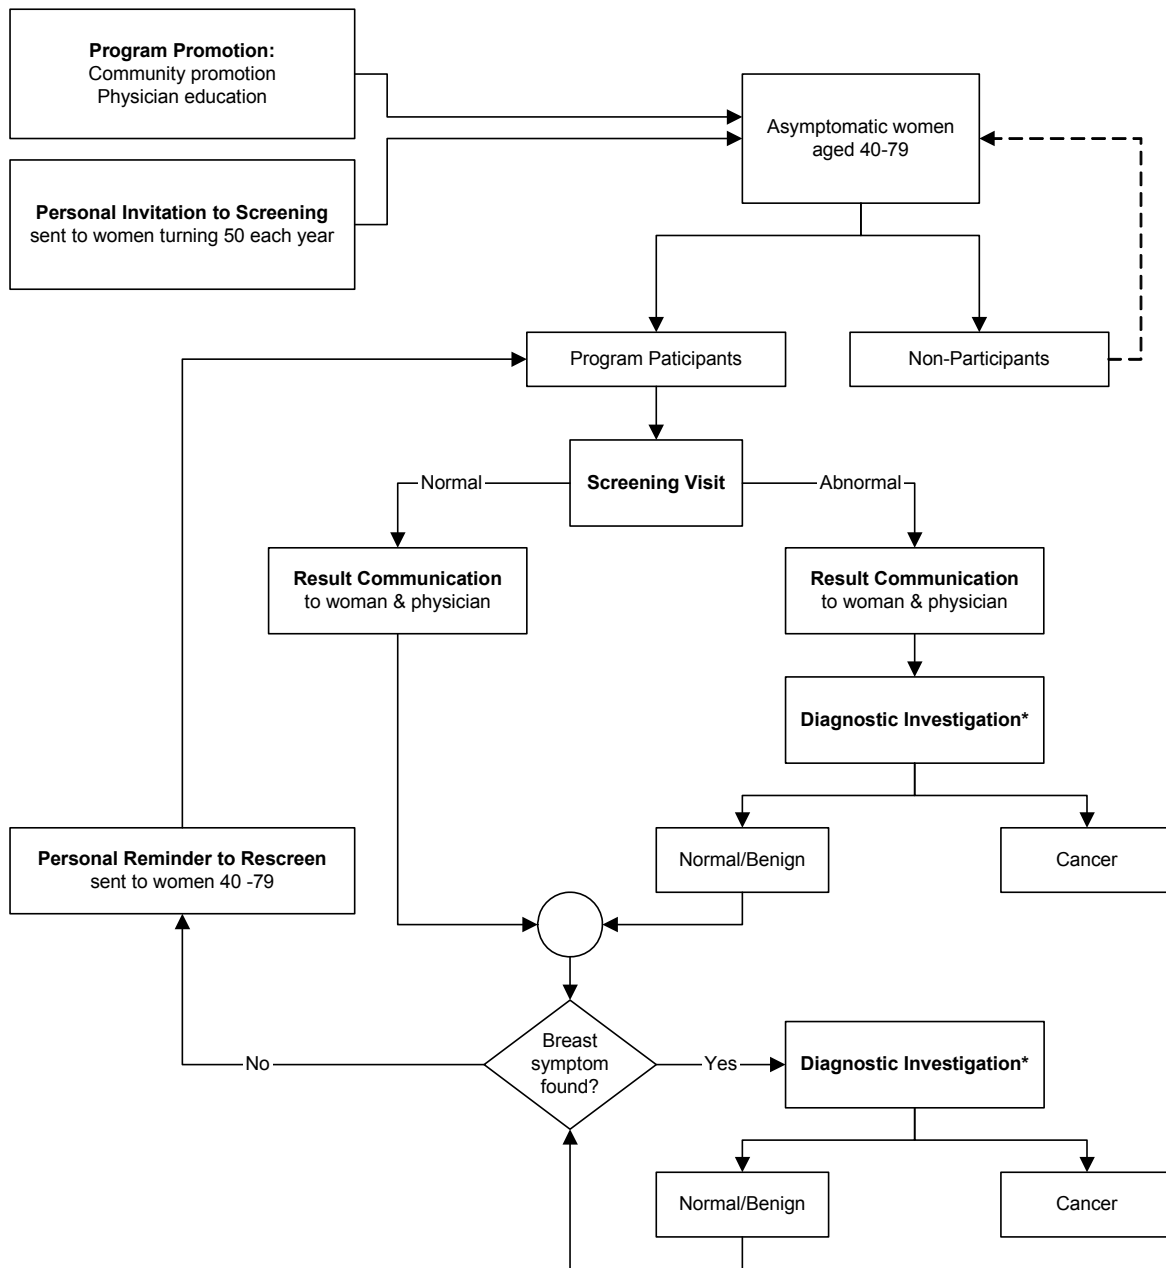 Program Promotion:
Community promotion
Physician education
Asymptomatic women
aged 40-79
Personal Invitation to Screening
sent to women turning 50 each year
Program Paticipants
Non-Participants
Normal
Screening Visit
Abnormal
Result Communication
to woman & physician
Result Communication
to woman & physician
Diagnostic Investigation*
Personal Reminder to Rescreen
sent to women 40 -79
Normal/Benign
Cancer
Breast
symptom
found?
No
Yes
Diagnostic Investigation*
Normal/Benign
Cancer